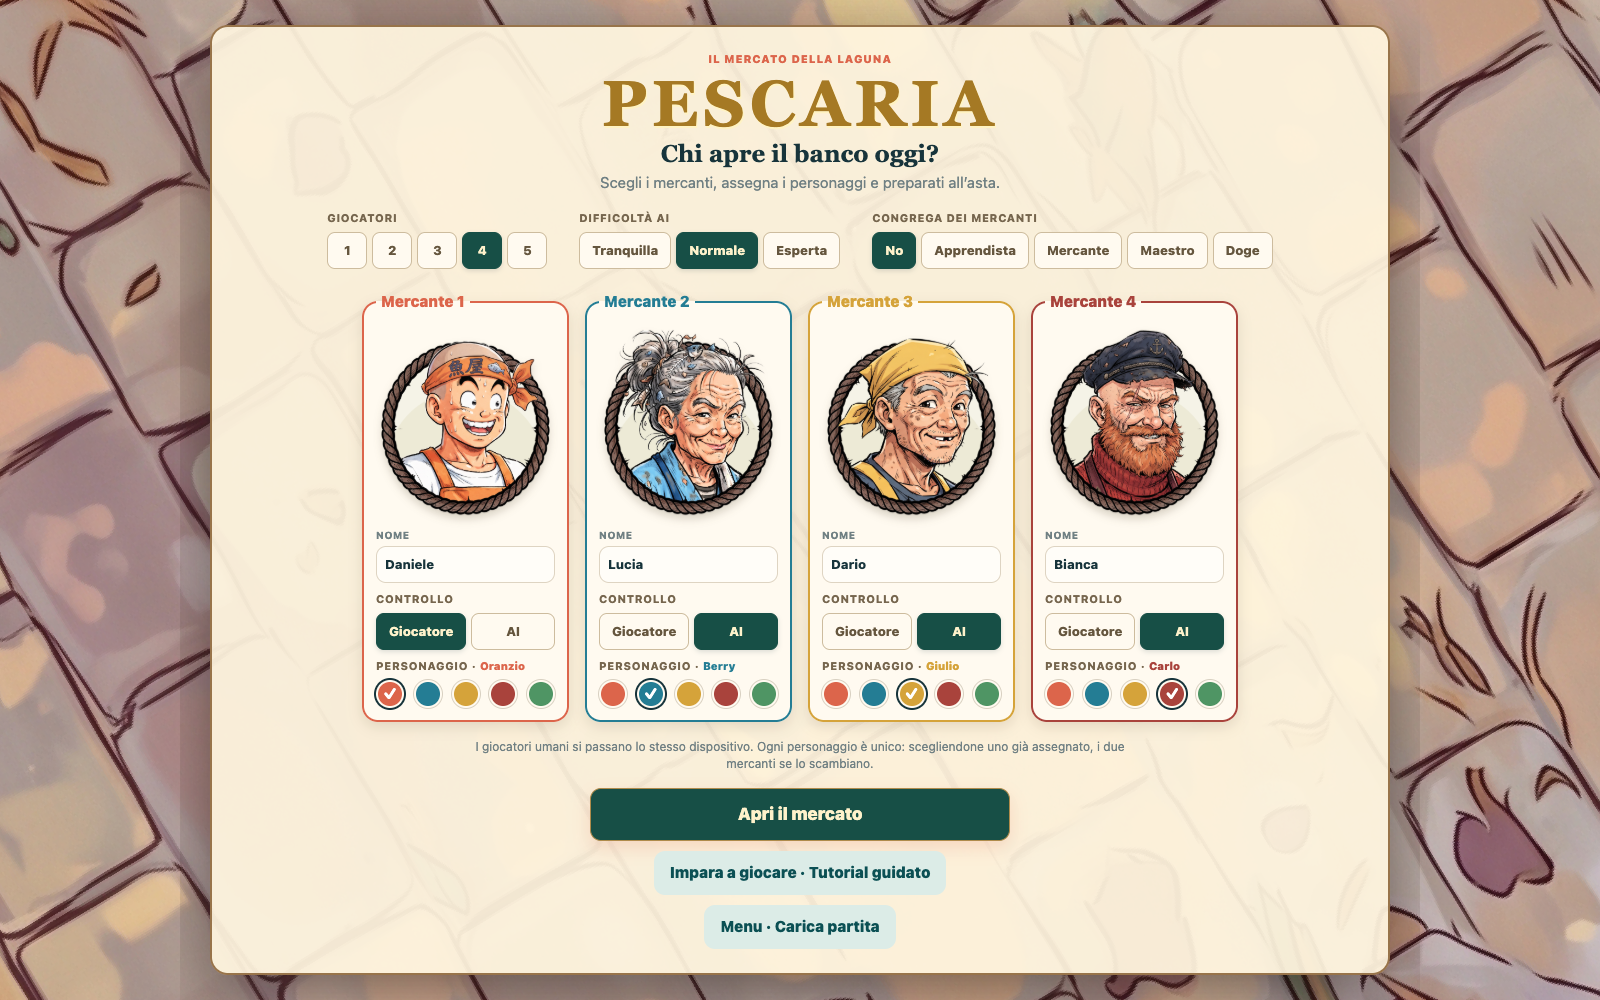 IL MERCATO DELLA LAGUNA
PESCARIA
Chi apre il banco oggi?
Scegli i mercanti, assegna i personaggi e preparati all’asta.
GIOCATORI
1 2 3 4 5
DIFFICOLTÀ AI
Tranquilla Normale Esperta
CONGREGA DEI MERCANTI
No Apprendista Mercante Maestro Doge
Mercante 1
魚屋
NOME
Daniele
CONTROLLO
Giocatore AI
PERSONAGGIO · Oranzio
Mercante 2
NOME
Lucia
CONTROLLO
Giocatore AI
PERSONAGGIO · Berry
Mercante 3
NOME
Dario
CONTROLLO
Giocatore AI
PERSONAGGIO · Giulio
Mercante 4
NOME
Bianca
CONTROLLO
Giocatore AI
PERSONAGGIO · Carlo
I giocatori umani si passano lo stesso dispositivo. Ogni personaggio è unico: scegliendone uno già assegnato, i due
mercanti se lo scambiano.
Apri il mercato
Impara a giocare · Tutorial guidato
Menu · Carica partita